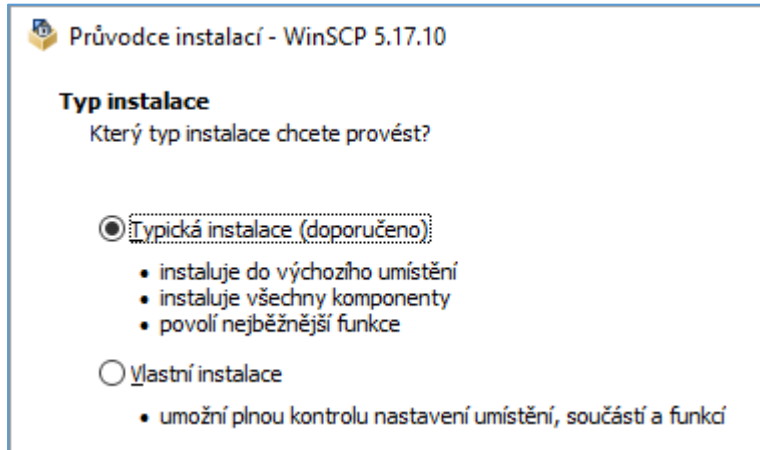 Průvodce instalací - WinSCP 5.17.10
Typ instalace
Který typ instalace chcete provést?
Typická instalace (doporučeno)
• instaluje do výchozího umístění
• instaluje všechny komponenty
• povolí nejběžnější funkce
Vlastní instalace
• umožní plnou kontrolu nastavení umístění, součástí a funkcí